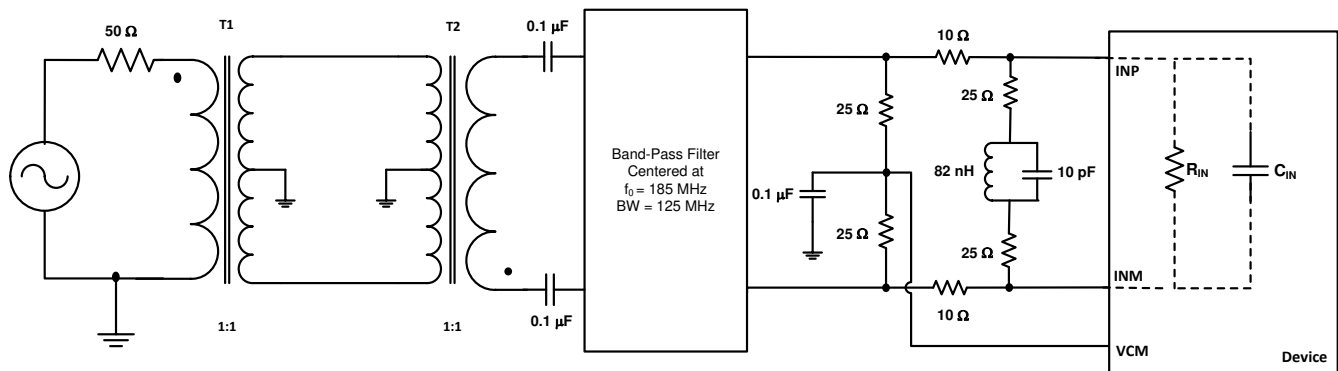 T1
T2
50 Ω
0.1 µF
0.1 µF
1:1
1:1
Band-Pass Filter
Centered at
f₀ = 185 MHz
BW = 125 MHz
10 Ω
10 Ω
25 Ω
25 Ω
0.1 µF
25 Ω
82 nH
10 pF
25 Ω
INP
INM
VCM
R_IN
C_IN
Device